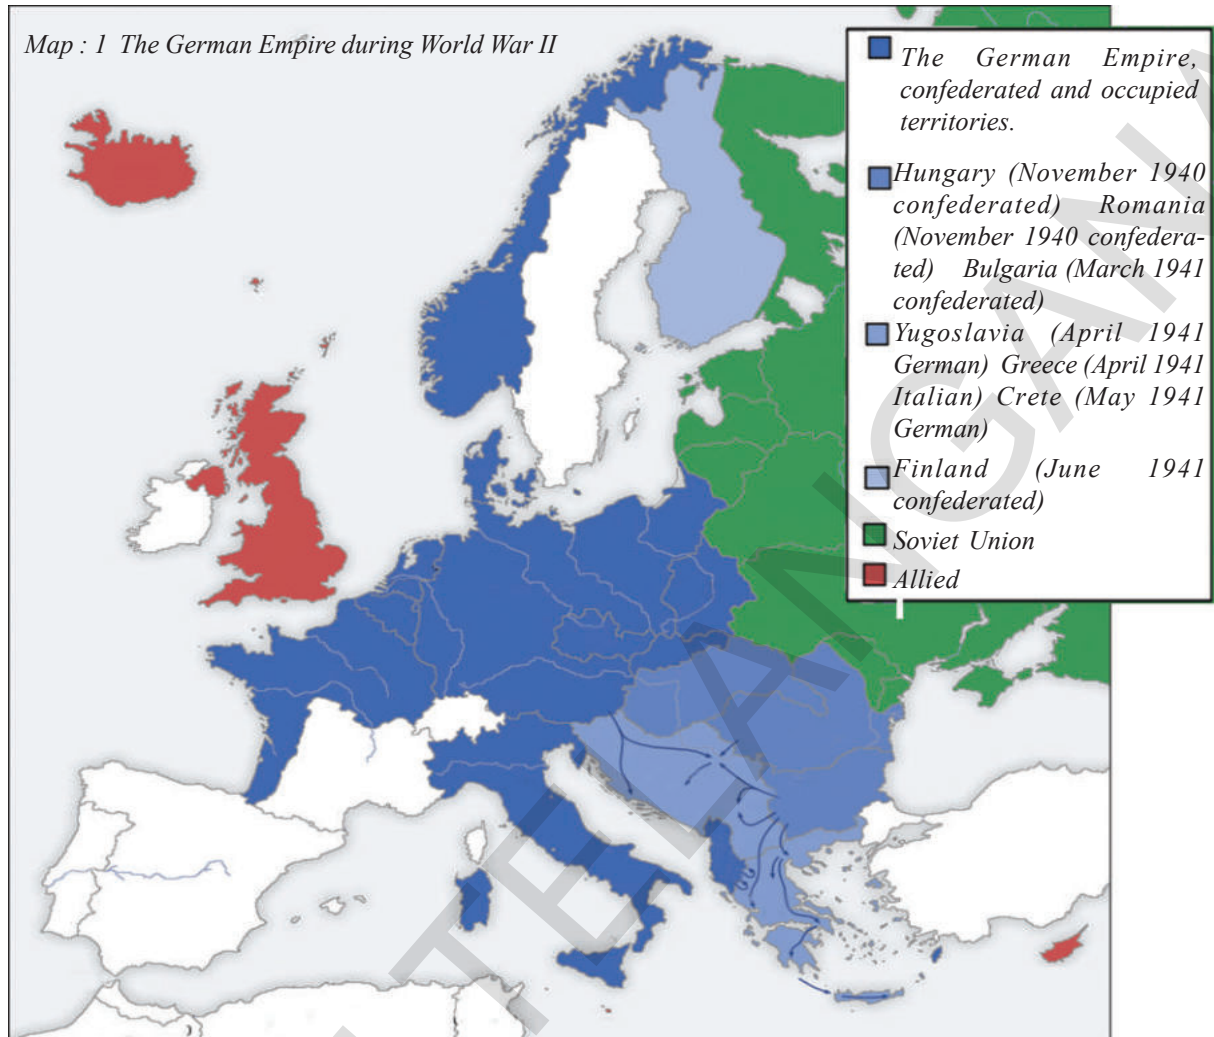 Map : 1 The German Empire during World War II
The German Empire,
confederated and occupied
territories.
Hungary (November 1940
confederated) Romania
(November 1940 confedera-
ted) Bulgaria (March 1941
confederated)
Yugoslavia (April 1941
German) Greece (April 1941
Italian) Crete (May 1941
German)
Finland (June 1941
confederated)
Soviet Union
Allied
TELANGANA